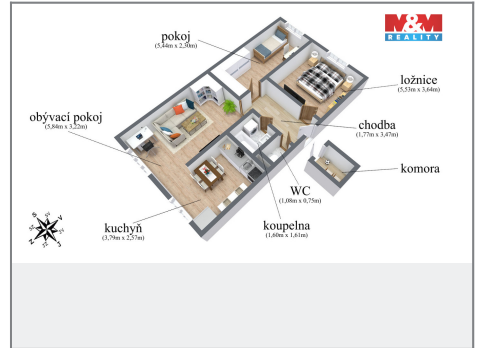 M&M
REALITY
pokoj
(5,44m x 2,30m)
ložnice
(5,53m x 3,64m)
obývací pokoj
(5,84m x 3,22m)
chodba
(1,77m x 3,47m)
komora
WC
(1,08m x 0,75m)
kuchyň
(3,79m x 2,57m)
koupelna
(1,60m x 1,61m)
S
V
J
Z